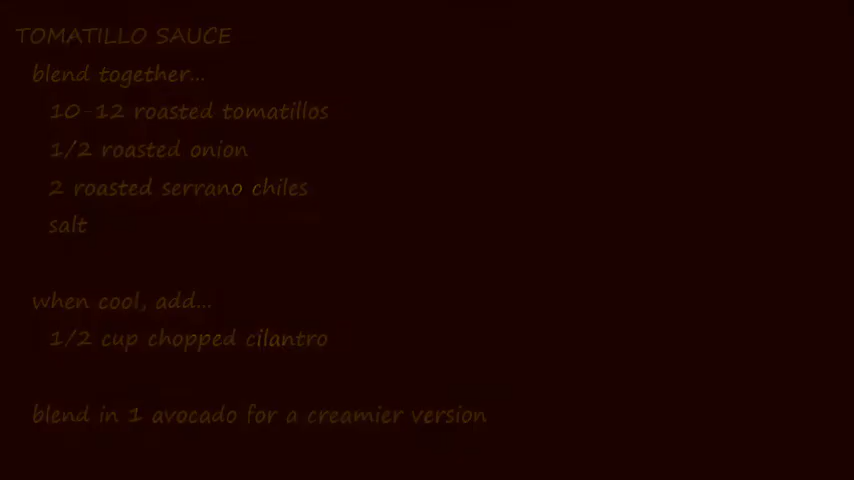 TOMATILLO SAUCE
blend together...
10-12 roasted tomatillos
1/2 roasted onion
2 roasted serrano chiles
salt
when cool, add...
1/2 cup chopped cilantro
blend in 1 avocado for a creamier version